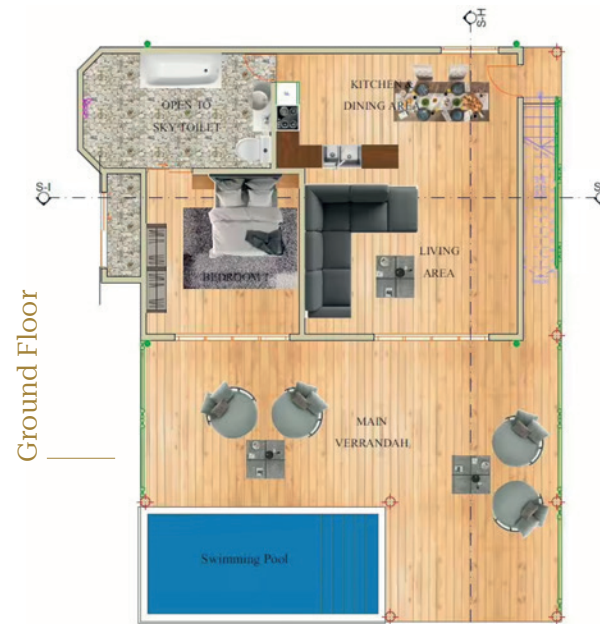 S-H
OPEN TO
SKY TOILET
KITCHEN &
DINING AREA
S-I
S
BEDROOM 1
LIVING
AREA
Ground Floor
MAIN
VERRANDAH
Swimming Pool